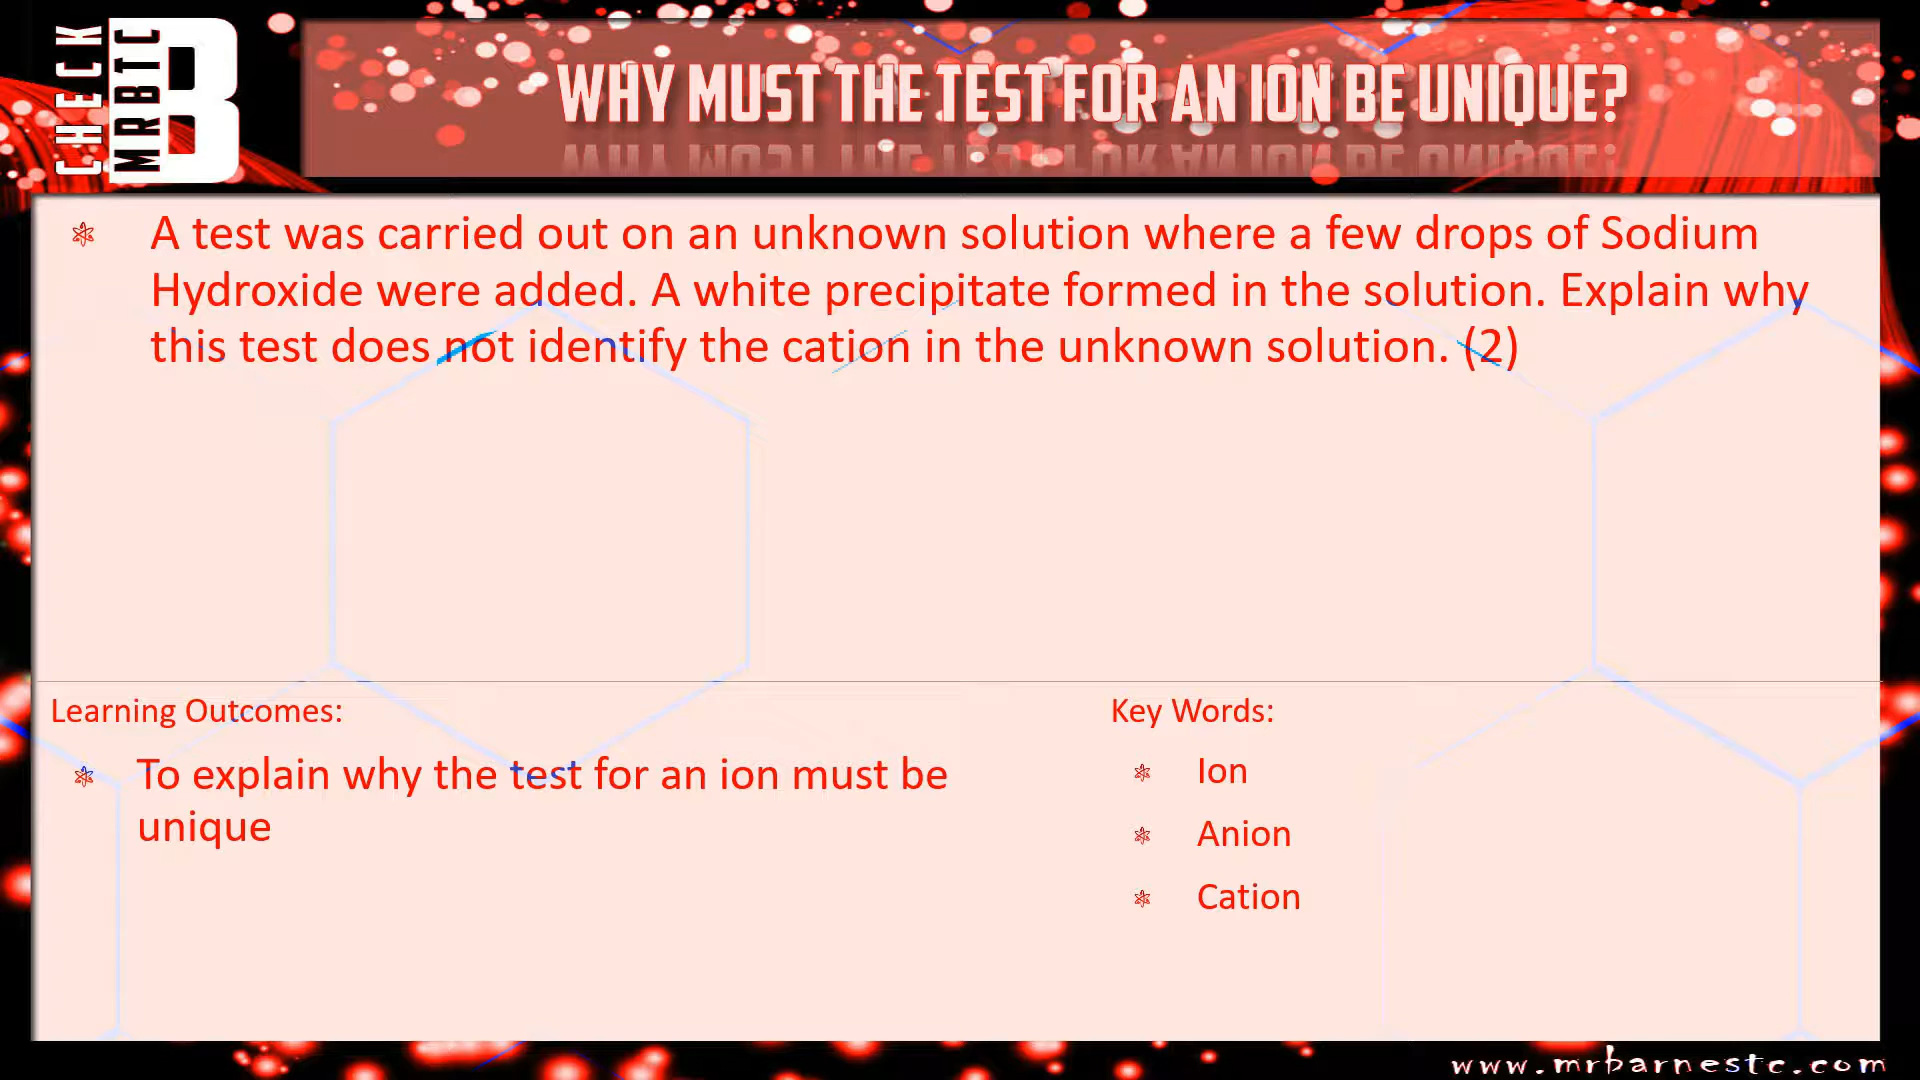 CHECK
MRBTC
B
WHY MUST THE TEST FOR AN ION BE UNIQUE?
A test was carried out on an unknown solution where a few drops of Sodium
Hydroxide were added. A white precipitate formed in the solution. Explain why
this test does not identify the cation in the unknown solution. (2)
Learning Outcomes:
To explain why the test for an ion must be
unique
Key Words:
Ion
Anion
Cation
www.mrbarnestc.com